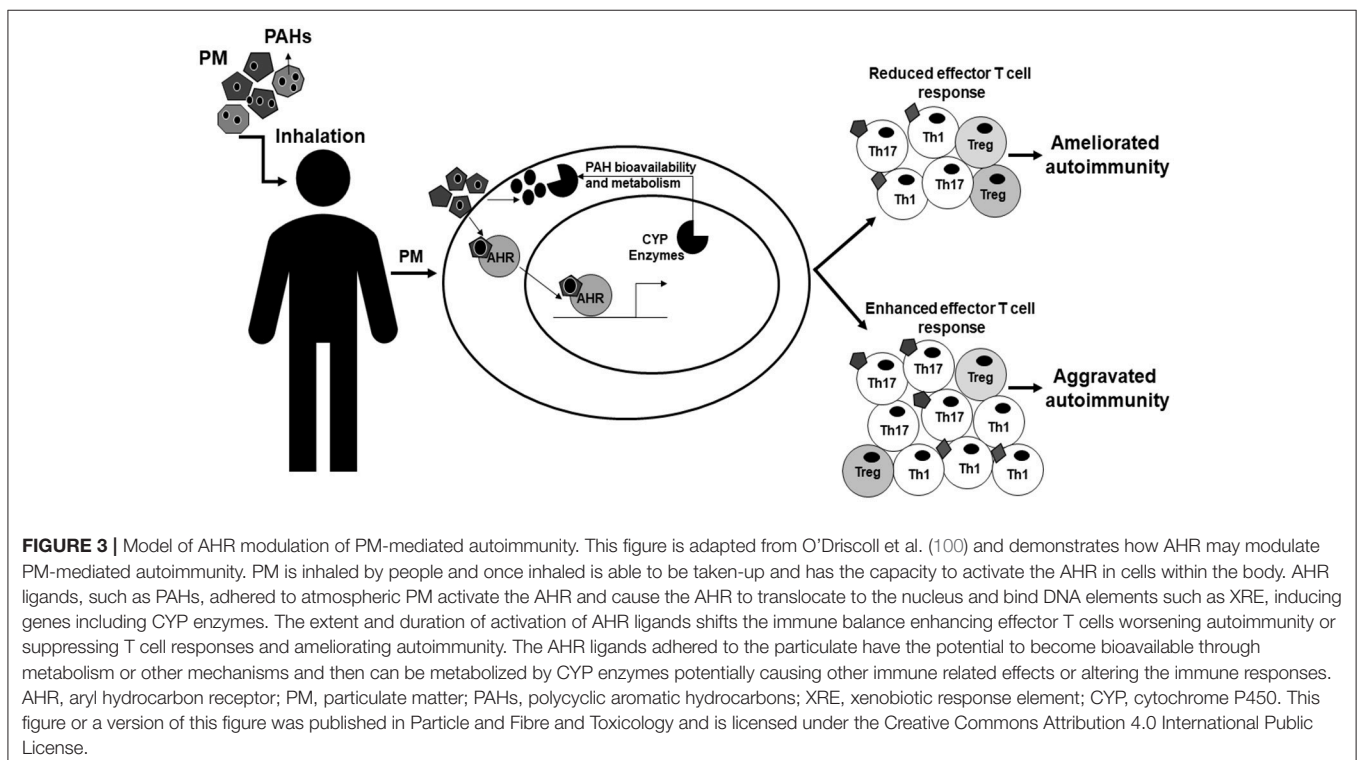 PAHs
PM
Inhalation
PM
PAH bioavailability
and metabolism
CYP
Enzymes
AHR
AHR
Reduced effector T cell
response
Th17
Th1
Treg
Th1
Th17
Treg
Ameliorated
autoimmunity
Enhanced effector T cell
response
Th17
Th17
Treg
Th17
Th17
Th1
Treg
Th1
Th1
Th1
Aggravated
autoimmunity
FIGURE 3 | Model of AHR modulation of PM-mediated autoimmunity. This figure is adapted from O'Driscoll et al. (100) and demonstrates how AHR may modulate
PM-mediated autoimmunity. PM is inhaled by people and once inhaled is able to be taken-up and has the capacity to activate the AHR in cells within the body. AHR
ligands, such as PAHs, adhered to atmospheric PM activate the AHR and cause the AHR to translocate to the nucleus and bind DNA elements such as XRE, inducing
genes including CYP enzymes. The extent and duration of activation of AHR ligands shifts the immune balance enhancing effector T cells worsening autoimmunity or
suppressing T cell responses and ameliorating autoimmunity. The AHR ligands adhered to the particulate have the potential to become bioavailable through
metabolism or other mechanisms and then can be metabolized by CYP enzymes potentially causing other immune related effects or altering the immune responses.
AHR, aryl hydrocarbon receptor; PM, particulate matter; PAHs, polycyclic aromatic hydrocarbons; XRE, xenobiotic response element; CYP, cytochrome P450. This
figure or a version of this figure was published in Particle and Fibre and Toxicology and is licensed under the Creative Commons Attribution 4.0 International Public
License.